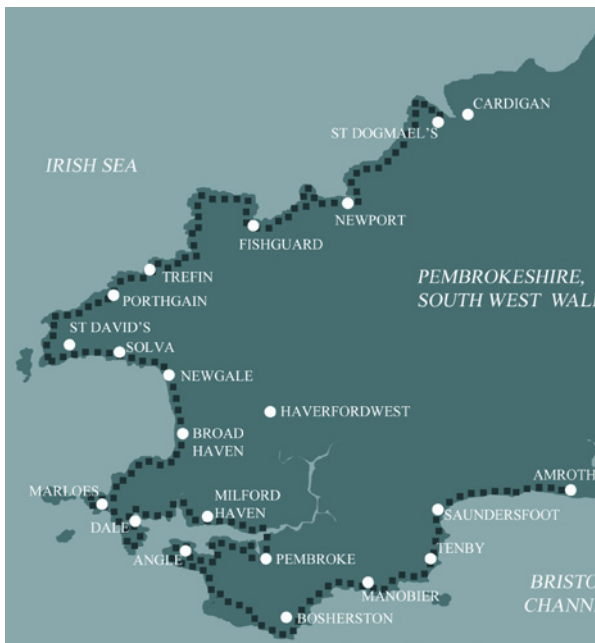 CARDIGAN
ST DOGMAEL'S
IRISH SEA
NEWPORT
FISHGUARD
TREFIN
PEMBROKESHIRE,
SOUTH WEST WAL
PORTHGAIN
ST DAVID'S
SOLVA
NEWGALE
HAVERFORDWEST
BROAD
HAVEN
AMROTH
MARLOES
MILFORD
HAVEN
SAUNDERSFOOT
DALE
ANGLE
PEMBROKE
TENBY
MANOBIER
BRISTO
CHANN
BOSHERSTON